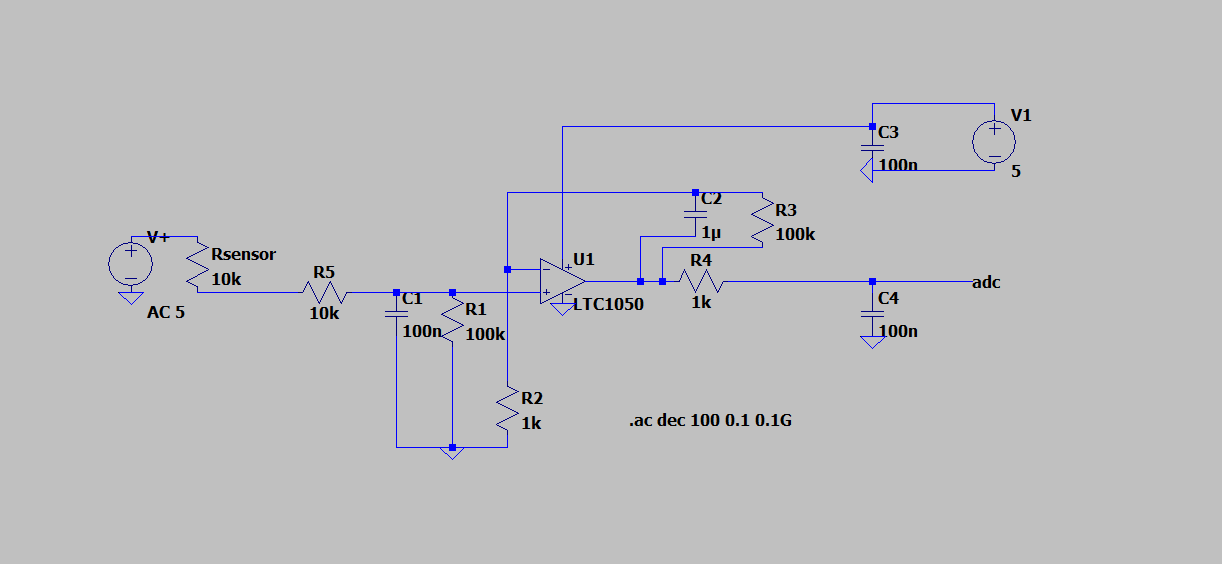 V1
C3
100n
5
C2
1µ
R3
100k
V+
Rsensor
10k
AC 5
R5
10k
C1
100n
R1
100k
U1
LTC1050
R4
1k
adc
C4
100n
R2
1k
.ac dec 100 0.1 0.1G